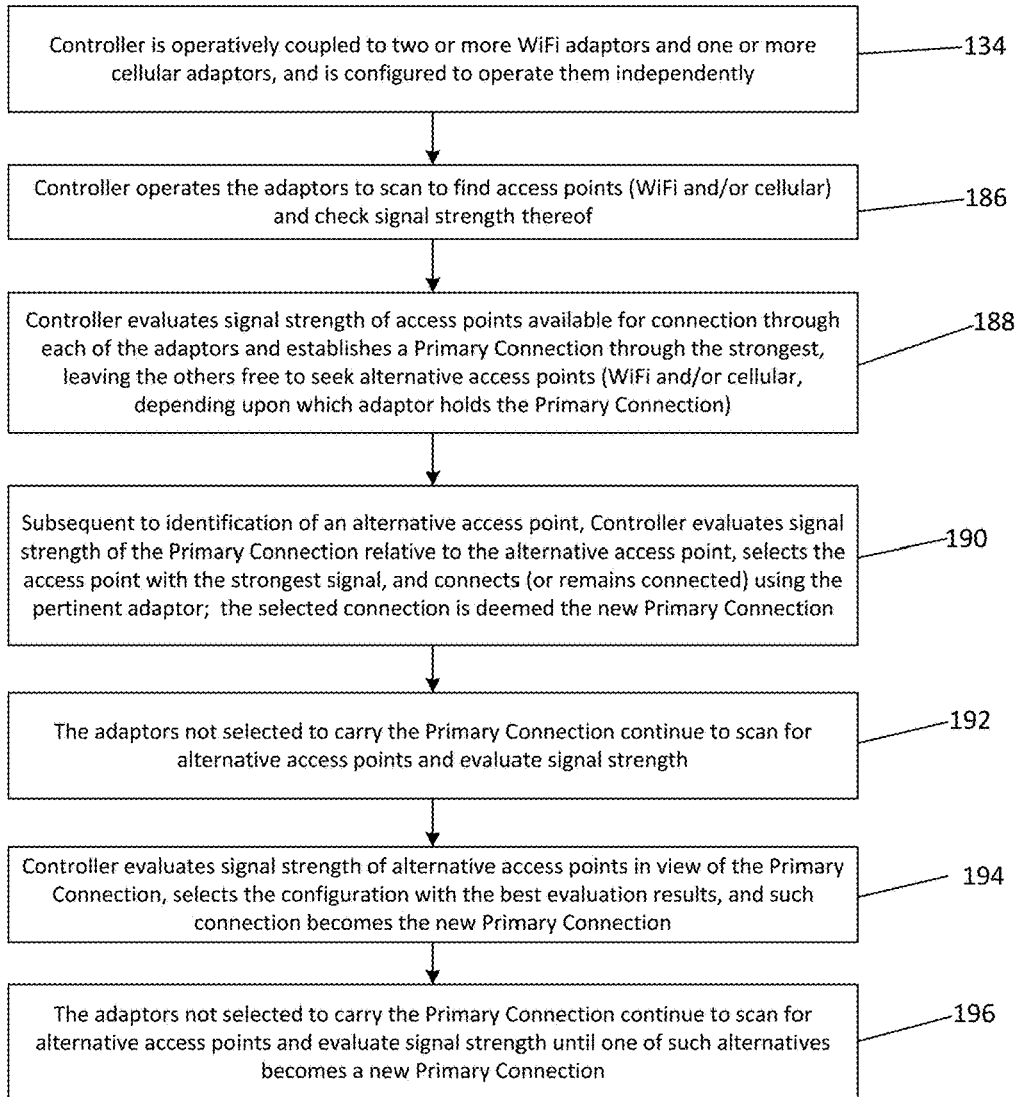 Controller is operatively coupled to two or more WiFi adaptors and one or more
cellular adaptors, and is configured to operate them independently
134
Controller operates the adaptors to scan to find access points (WiFi and/or cellular)
and check signal strength thereof
186
Controller evaluates signal strength of access points available for connection through
each of the adaptors and establishes a Primary Connection through the strongest,
leaving the others free to seek alternative access points (WiFi and/or cellular,
depending upon which adaptor holds the Primary Connection)
188
Subsequent to identification of an alternative access point, Controller evaluates signal
strength of the Primary Connection relative to the alternative access point, selects the
access point with the strongest signal, and connects (or remains connected) using the
pertinent adaptor; the selected connection is deemed the new Primary Connection
190
The adaptors not selected to carry the Primary Connection continue to scan for
alternative access points and evaluate signal strength
192
Controller evaluates signal strength of alternative access points in view of the Primary
Connection, selects the configuration with the best evaluation results, and such
connection becomes the new Primary Connection
194
The adaptors not selected to carry the Primary Connection continue to scan for
alternative access points and evaluate signal strength until one of such alternatives
becomes a new Primary Connection
196